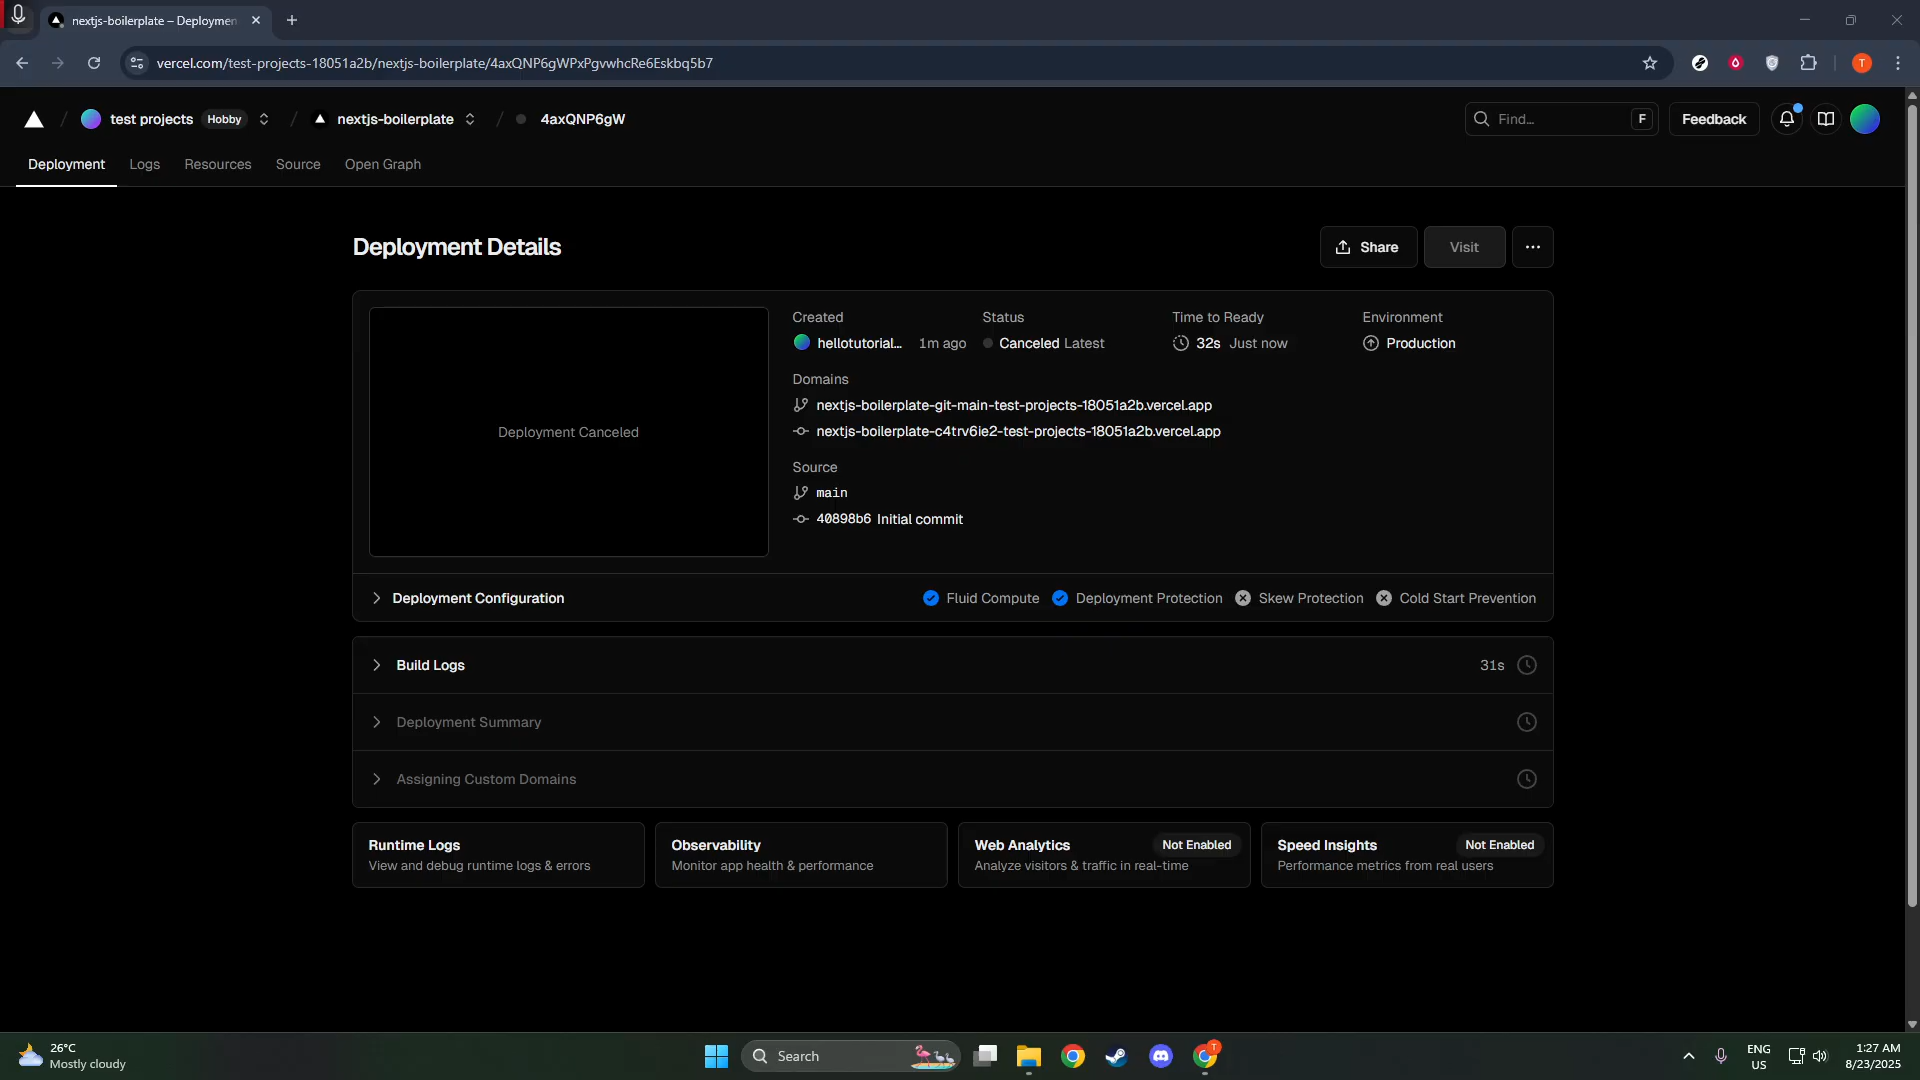 nextjs-boilerplate – Deploymen
vercel.com/test-projects-18051a2b/nextjs-boilerplate/4axQNP6gWPxPgvwhcRe6Eskbq5b7
test projects Hobby / nextjs-boilerplate / 4axQNP6gW
Find... F Feedback
Deployment Logs Resources Source Open Graph
Deployment Details
Share Visit
Deployment Canceled
Created Status Time to Ready Environment
hellotutorial... 1m ago Canceled Latest 32s Just now Production
Domains
nextjs-boilerplate-git-main-test-projects-18051a2b.vercel.app
nextjs-boilerplate-c4trv6ie2-test-projects-18051a2b.vercel.app
Source
main
40898b6 Initial commit
Deployment Configuration Fluid Compute Deployment Protection Skew Protection Cold Start Prevention
Build Logs 31s
Deployment Summary
Assigning Custom Domains
Runtime Logs
View and debug runtime logs & errors
Observability
Monitor app health & performance
Web Analytics Not Enabled
Analyze visitors & traffic in real-time
Speed Insights Not Enabled
Performance metrics from real users
26°C
Mostly cloudy
Search
ENG
US
1:27 AM
8/23/2025